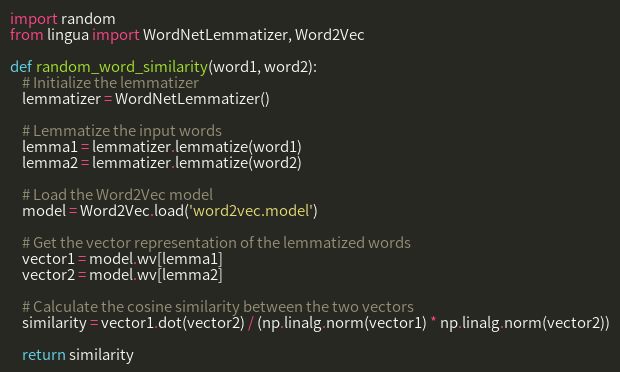 import random
from lingua import WordNetLemmatizer, Word2Vec

def random_word_similarity(word1, word2):
    # Initialize the lemmatizer
    lemmatizer = WordNetLemmatizer()

    # Lemmatize the input words
    lemma1 = lemmatizer.lemmatize(word1)
    lemma2 = lemmatizer.lemmatize(word2)

    # Load the Word2Vec model
    model = Word2Vec.load('word2vec.model')

    # Get the vector representation of the lemmatized words
    vector1 = model.wv[lemma1]
    vector2 = model.wv[lemma2]

    # Calculate the cosine similarity between the two vectors
    similarity = vector1.dot(vector2) / (np.linalg.norm(vector1) * np.linalg.norm(vector2))

    return similarity